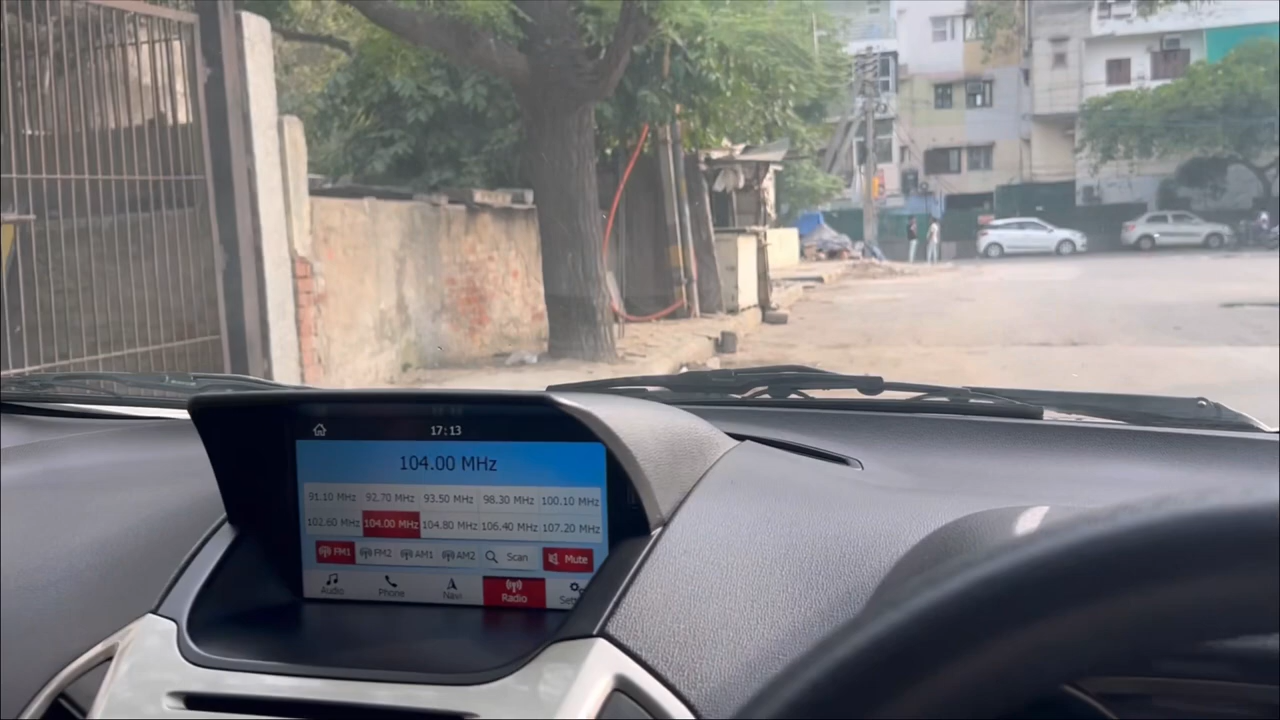 17:13
104.00 MHz
91.10 MHz 92.70 MHz 93.50 MHz 98.30 MHz 100.10 MHz
102.60 MHz 104.00 MHz 104.80 MHz 106.40 MHz 107.20 MHz
FM1 FM2 AM1 AM2 Scan Mute
Audio Phone Navi Radio